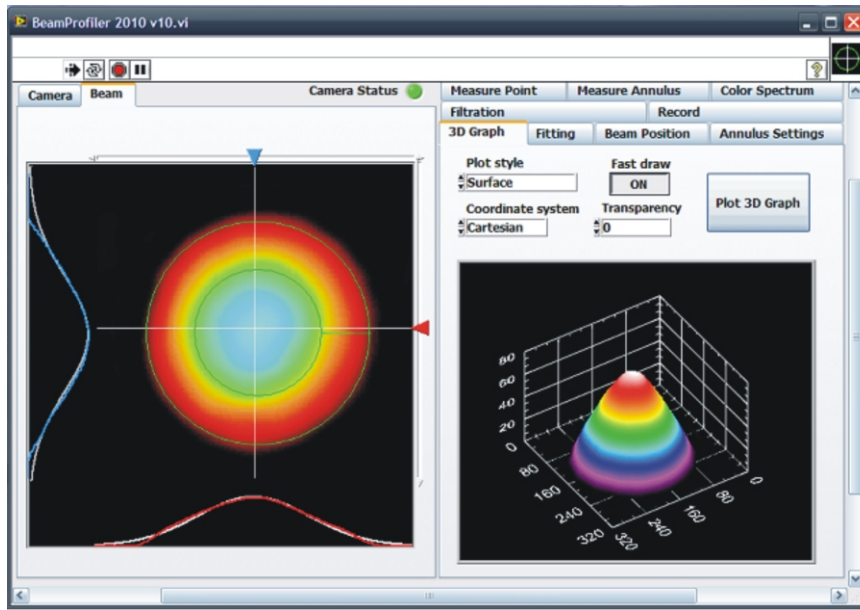 BeamProfiler 2010 v10.vi
Camera
Beam
Camera Status
Measure Point
Measure Annulus
Color Spectrum
Filtration
Record
3D Graph
Fitting
Beam Position
Annulus Settings
Plot style
Surface
Fast draw
ON
Coordinate system
Cartesian
Transparency
0
Plot 3D Graph
80
60
40
20
0
80
160
240
320
320
240
160
80
0